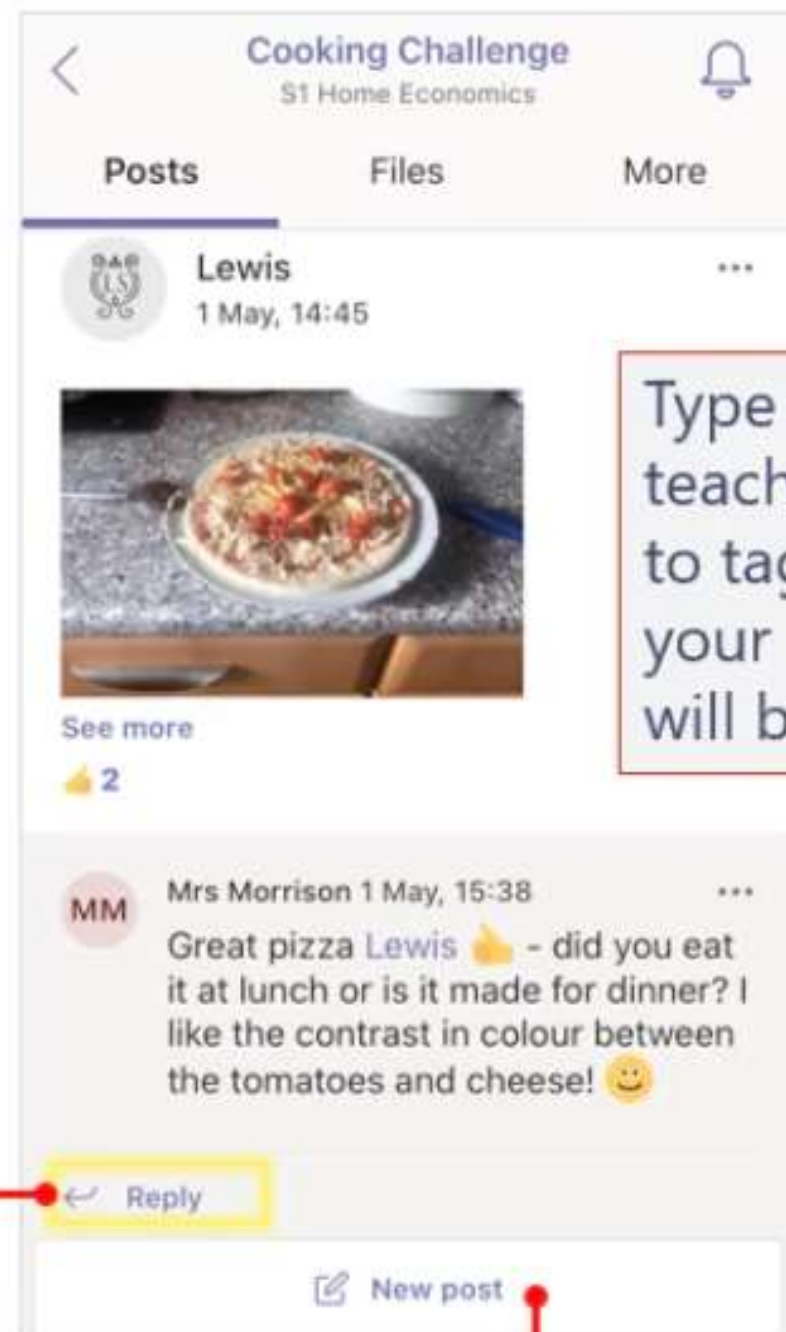 Cooking Challenge
S1 Home Economics
Posts Files More
Lewis
1 May, 14:45
LS
Type
teach
to tag
your
will b
See more
2
MM
Mrs Morrison 1 May, 15:38
Great pizza Lewis 👍 - did you eat
it at lunch or is it made for dinner? I
like the contrast in colour between
the tomatoes and cheese! 🙂
Reply
New post